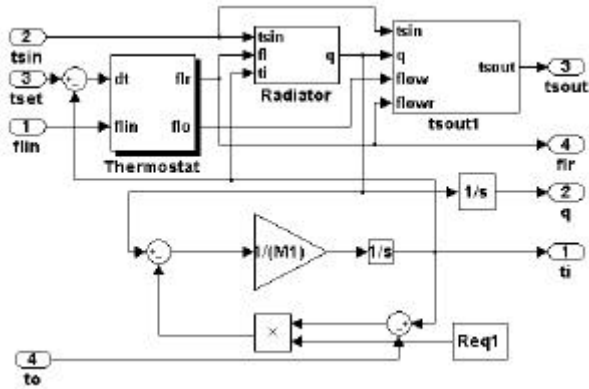 2
tsin
tsin
fl
ti
q
Radiator
tsin
q
flow
flowr
tsout
tsout1
3
tsout
3
tset
dt
flr
flin
flo
Thermostat
1
flin
4
flr
1/s
2
q
1/(M1)
1/s
1
ti
×
Req1
4
to